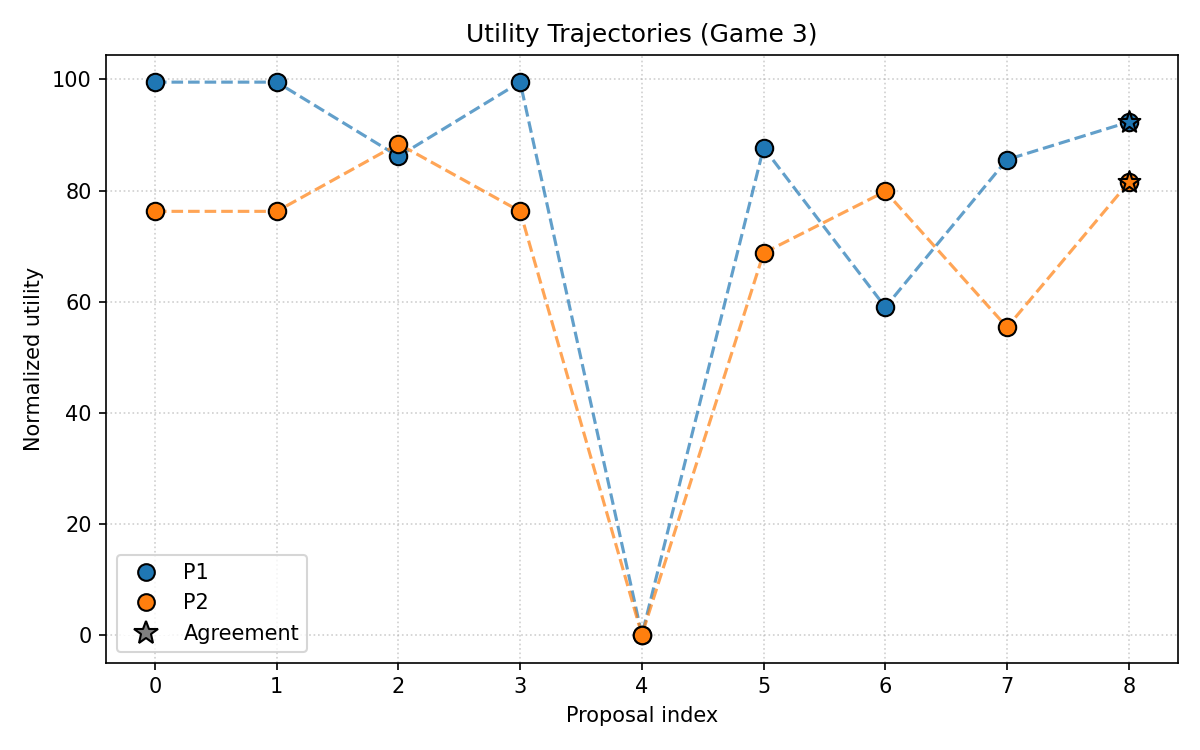 Utility Trajectories (Game 3)
Normalized utility
100
80
60
40
20
0
P1
P2
Agreement
0 1 2 3 4 5 6 7 8
Proposal index